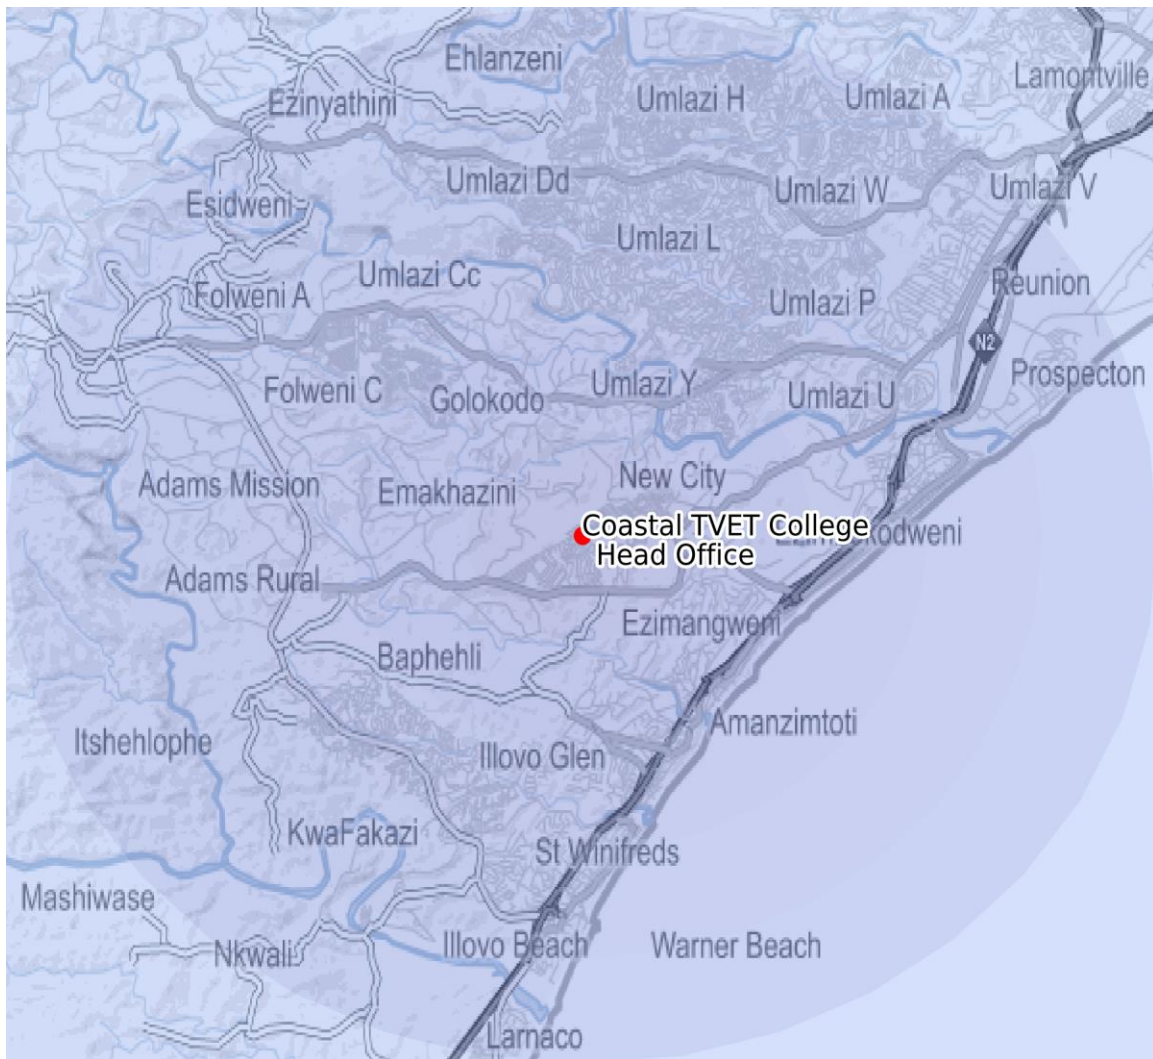 Ehlanzeni
Lamontville
Ezinyathini
Umlazi H
Umlazi A
Umlazi Dd
Umlazi W
Umlazi V
Esidweni
Umlazi L
Umlazi Cc
Folweni A
Umlazi P
Reunion
N2
Folweni C
Golokodo
Umlazi Y
Umlazi U
Prospecton
Adams Mission
Emakhazini
New City
Coastal TVET College
Head Office
Adams Rural
Ezimangweni
Baphehli
Amanzimtoti
Itshehlophe
Illovo Glen
KwaFakazi
St Winifreds
Mashiwase
Nkwali
Illovo Beach
Warner Beach
Larnaco